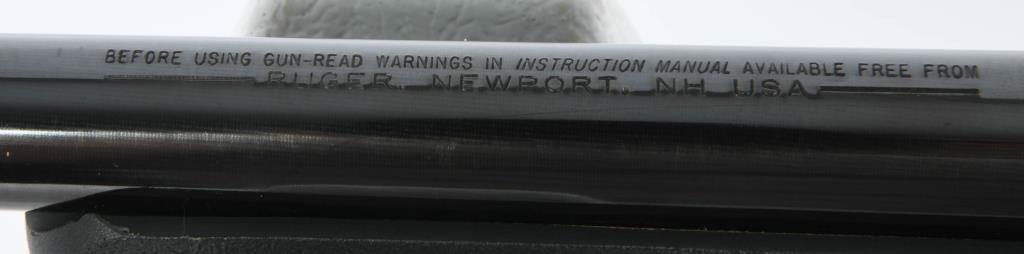 BEFORE USING GUN-READ WARNINGS IN INSTRUCTION MANUAL AVAILABLE FREE FROM
RUGER, NEWPORT, NH USA